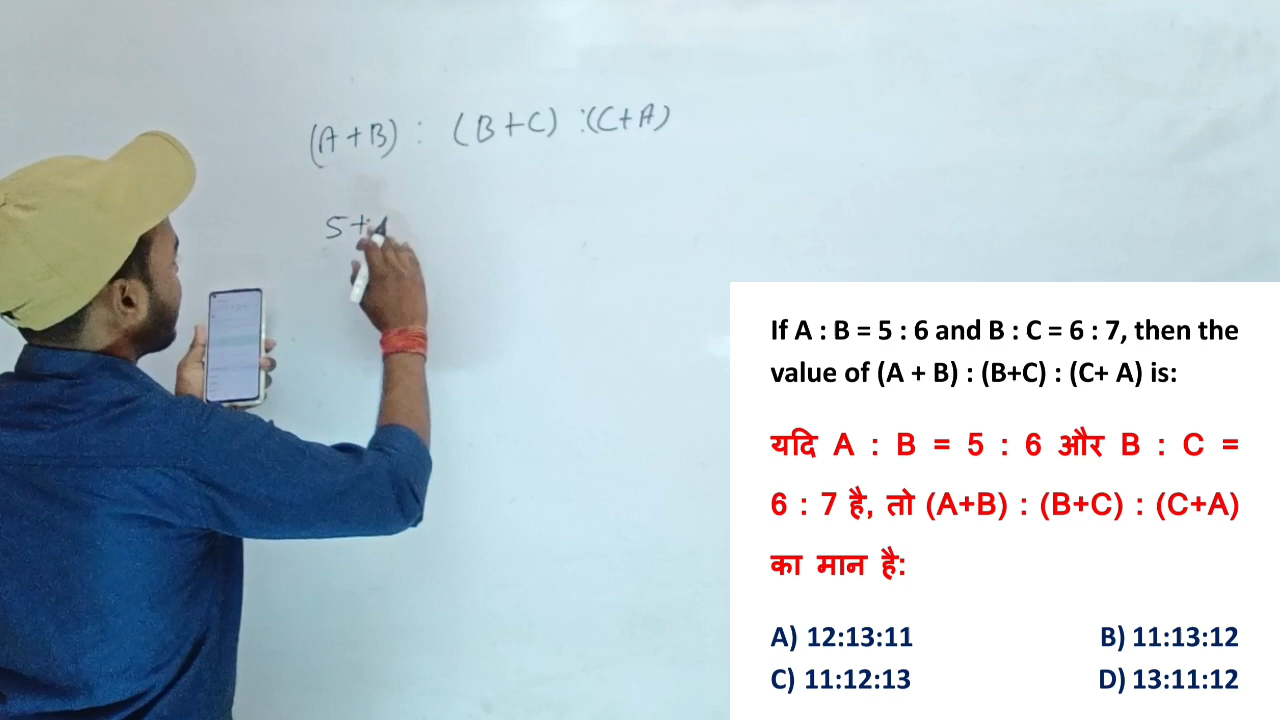 (A+B) : (B+C) :(C+A)
5+
If A : B = 5 : 6 and B : C = 6 : 7, then the
value of (A + B) : (B+C) : (C+ A) is:
यदि A : B = 5 : 6 और B : C =
6 : 7 है, तो (A+B) : (B+C) : (C+A)
का मान है:
A) 12:13:11 B) 11:13:12
C) 11:12:13 D) 13:11:12